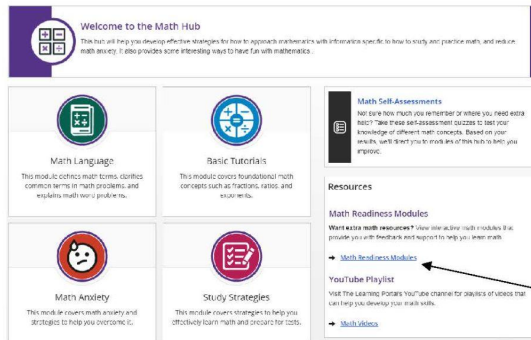 Welcome to the Math Hub
This hub will help you develop effective strategies for how to approach mathematics with information specific to how to study and practice math, and reduce
math anxiety. It also provides some interesting ways to have fun with mathematics.
Math Language
This module defines math terms, clarifies
common terms in math problems, and
explains math word problems.
Basic Tutorials
This module covers foundational math
concepts such as fractions, ratios, and
exponents.
Math Anxiety
This module covers math anxiety and
strategies to help you overcome it.
Study Strategies
This module covers strategies to help you
effectively learn math and prepare for tests.
Math Self-Assessments
Not sure how much you remember or where you need extra
help? Take these self-assessment quizzes to test your
knowledge of different math concepts. Based on your
results, we'll direct you to modules of this hub to help you
improve.
Resources
Math Readiness Modules
Want extra math resources? View interactive math modules that
provide you with feedback and support to help you learn math.
→ Math Readiness Modules
YouTube Playlist
Visit The Learning Portal's YouTube channel for playlists of videos that
can help you develop your math skills.
→ Math Videos